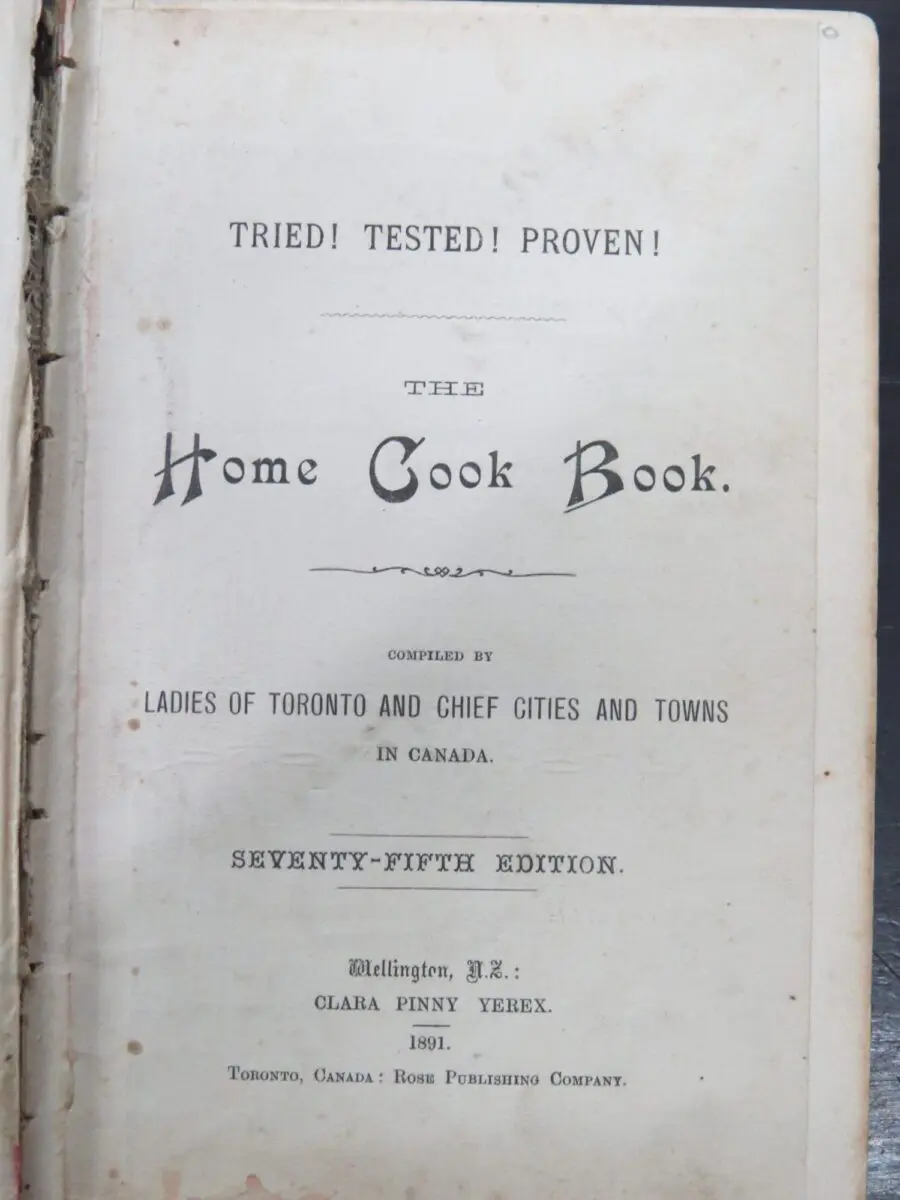 TRIED! TESTED! PROVEN!
THE
Home Cook Book.
COMPILED BY
LADIES OF TORONTO AND CHIEF CITIES AND TOWNS
IN CANADA.
SEVENTY-FIFTH EDITION.
Wellington, N.Z.:
CLARA PINNY YEREX.
1891.
TORONTO, CANADA: ROSE PUBLISHING COMPANY.